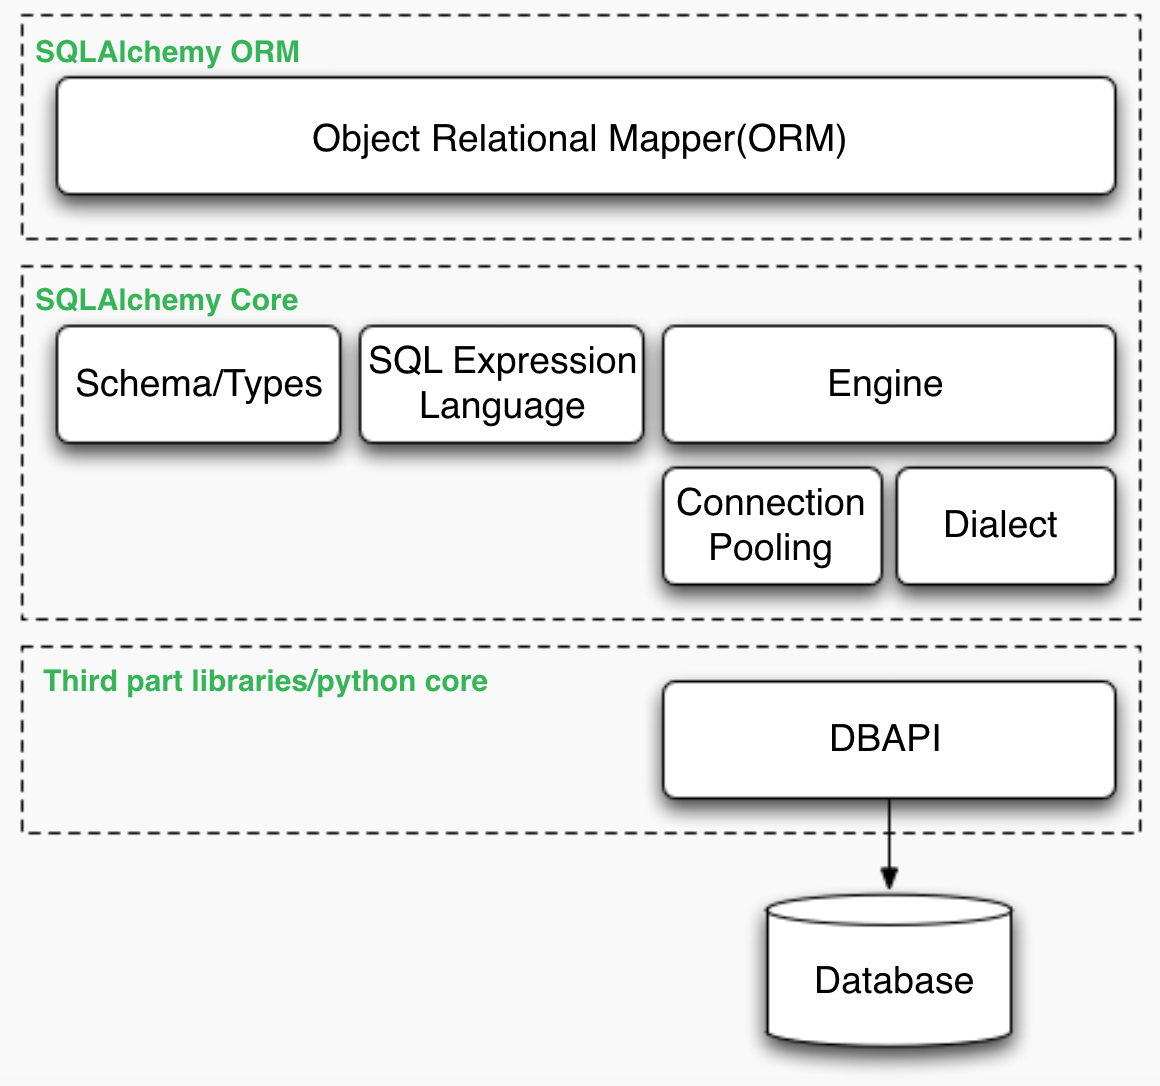 SQLAlchemy ORM
Object Relational Mapper(ORM)
SQLAlchemy Core
Schema/Types
SQL Expression
Language
Engine
Connection
Pooling
Dialect
Third part libraries/python core
DBAPI
Database